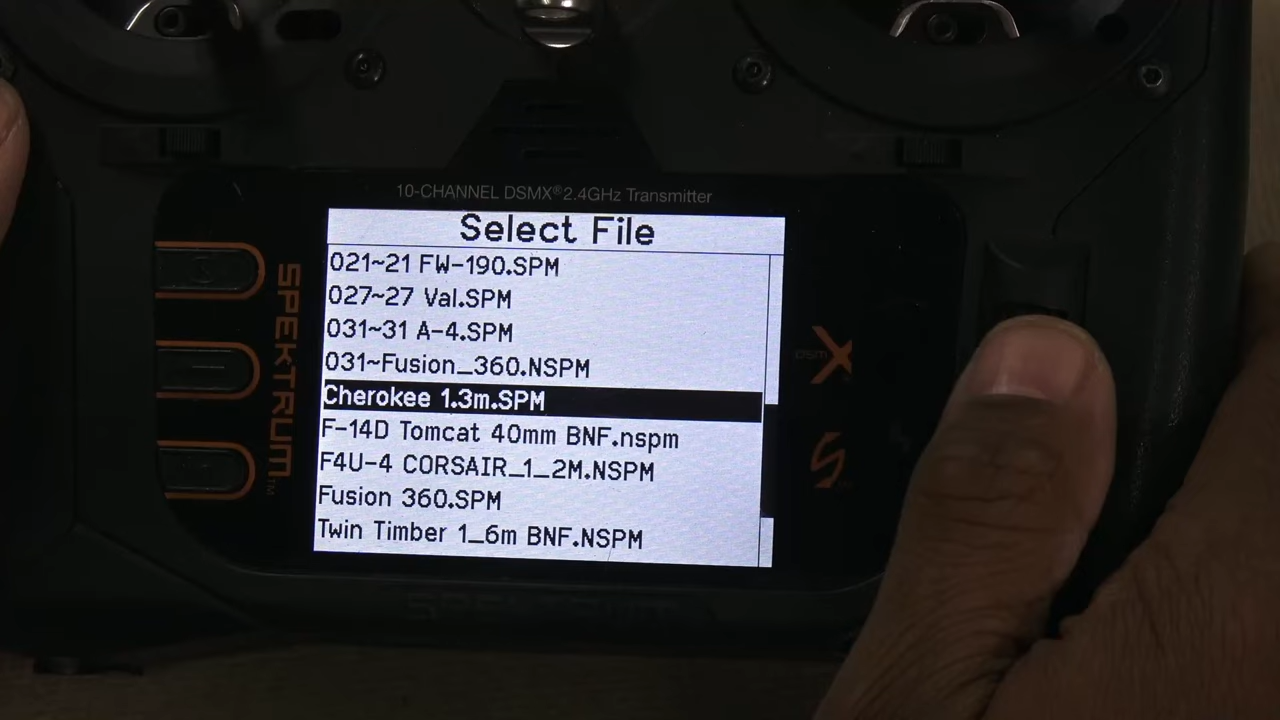 10-CHANNEL DSMX® 2.4GHz Transmitter
Select File
021~21 FW-190.SPM
027~27 Val.SPM
031~31 A-4.SPM
031~Fusion_360.NSPM
Cherokee 1.3m.SPM
F-14D Tomcat 40mm BNF.nspm
F4U-4 CORSAIR_1_2M.NSPM
Fusion 360.SPM
Twin Timber 1_6m BNF.NSPM
SPEKTRUM™
DSMX